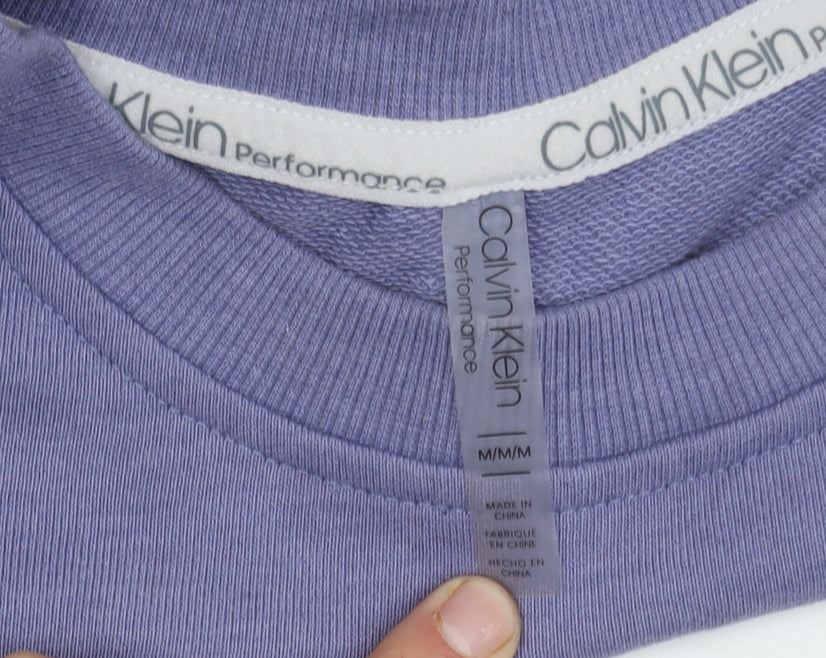 Klein Performance
Calvin Klein P
Calvin Klein
Performance
M/M/M
MADE IN
CHINA
FABRIQUÉ
EN CHINE
HECHO EN
CHINA